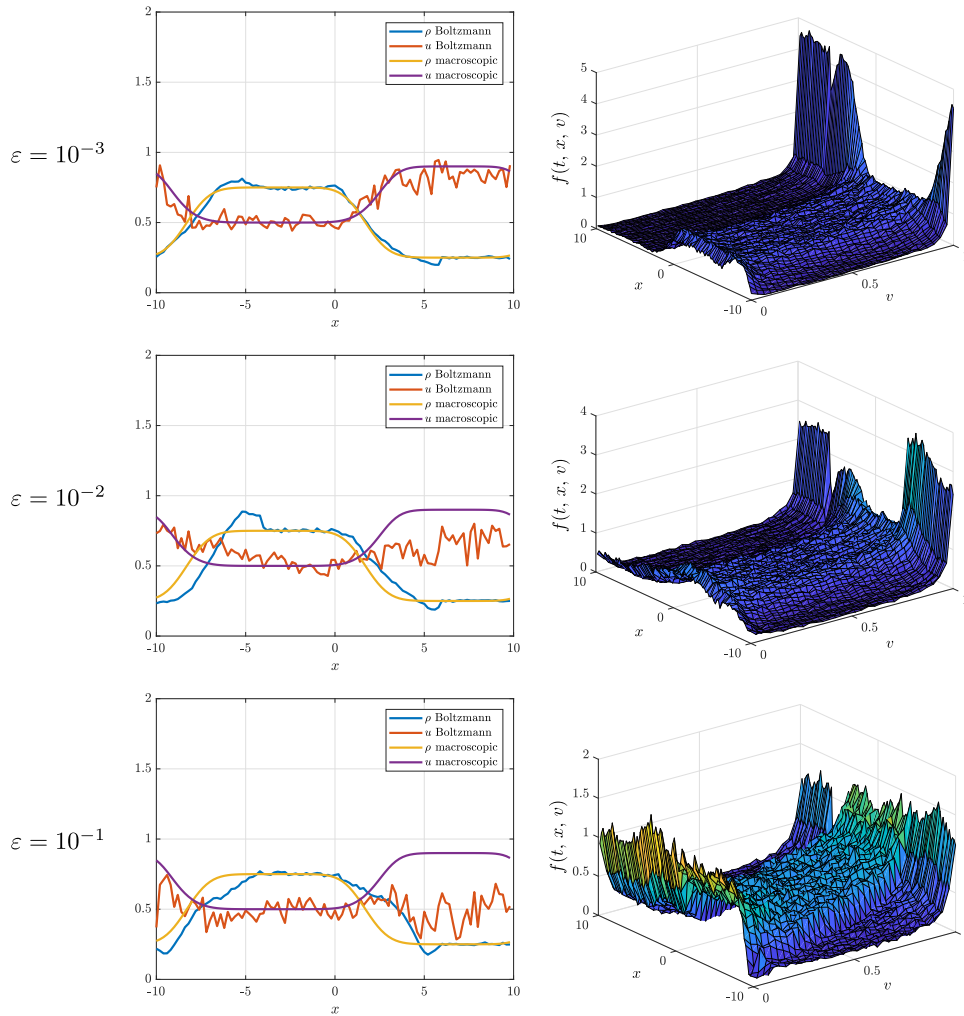 ε = 10⁻³
2
1.5
1
0.5
0
-10
-5
0
5
10
x
ρ Boltzmann
u Boltzmann
ρ macroscopic
u macroscopic
5
4
3
2
1
0
f(t, x, v)
10
0
-10
x
0
0.5
v
ε = 10⁻²
2
1.5
1
0.5
0
-10
-5
0
5
10
x
ρ Boltzmann
u Boltzmann
ρ macroscopic
u macroscopic
4
3
2
1
0
f(t, x, v)
10
0
-10
x
0
0.5
v
ε = 10⁻¹
2
1.5
1
0.5
0
-10
-5
0
5
10
x
ρ Boltzmann
u Boltzmann
ρ macroscopic
u macroscopic
2
1.5
1
0.5
0
f(t, x, v)
10
0
-10
x
0
0.5
v